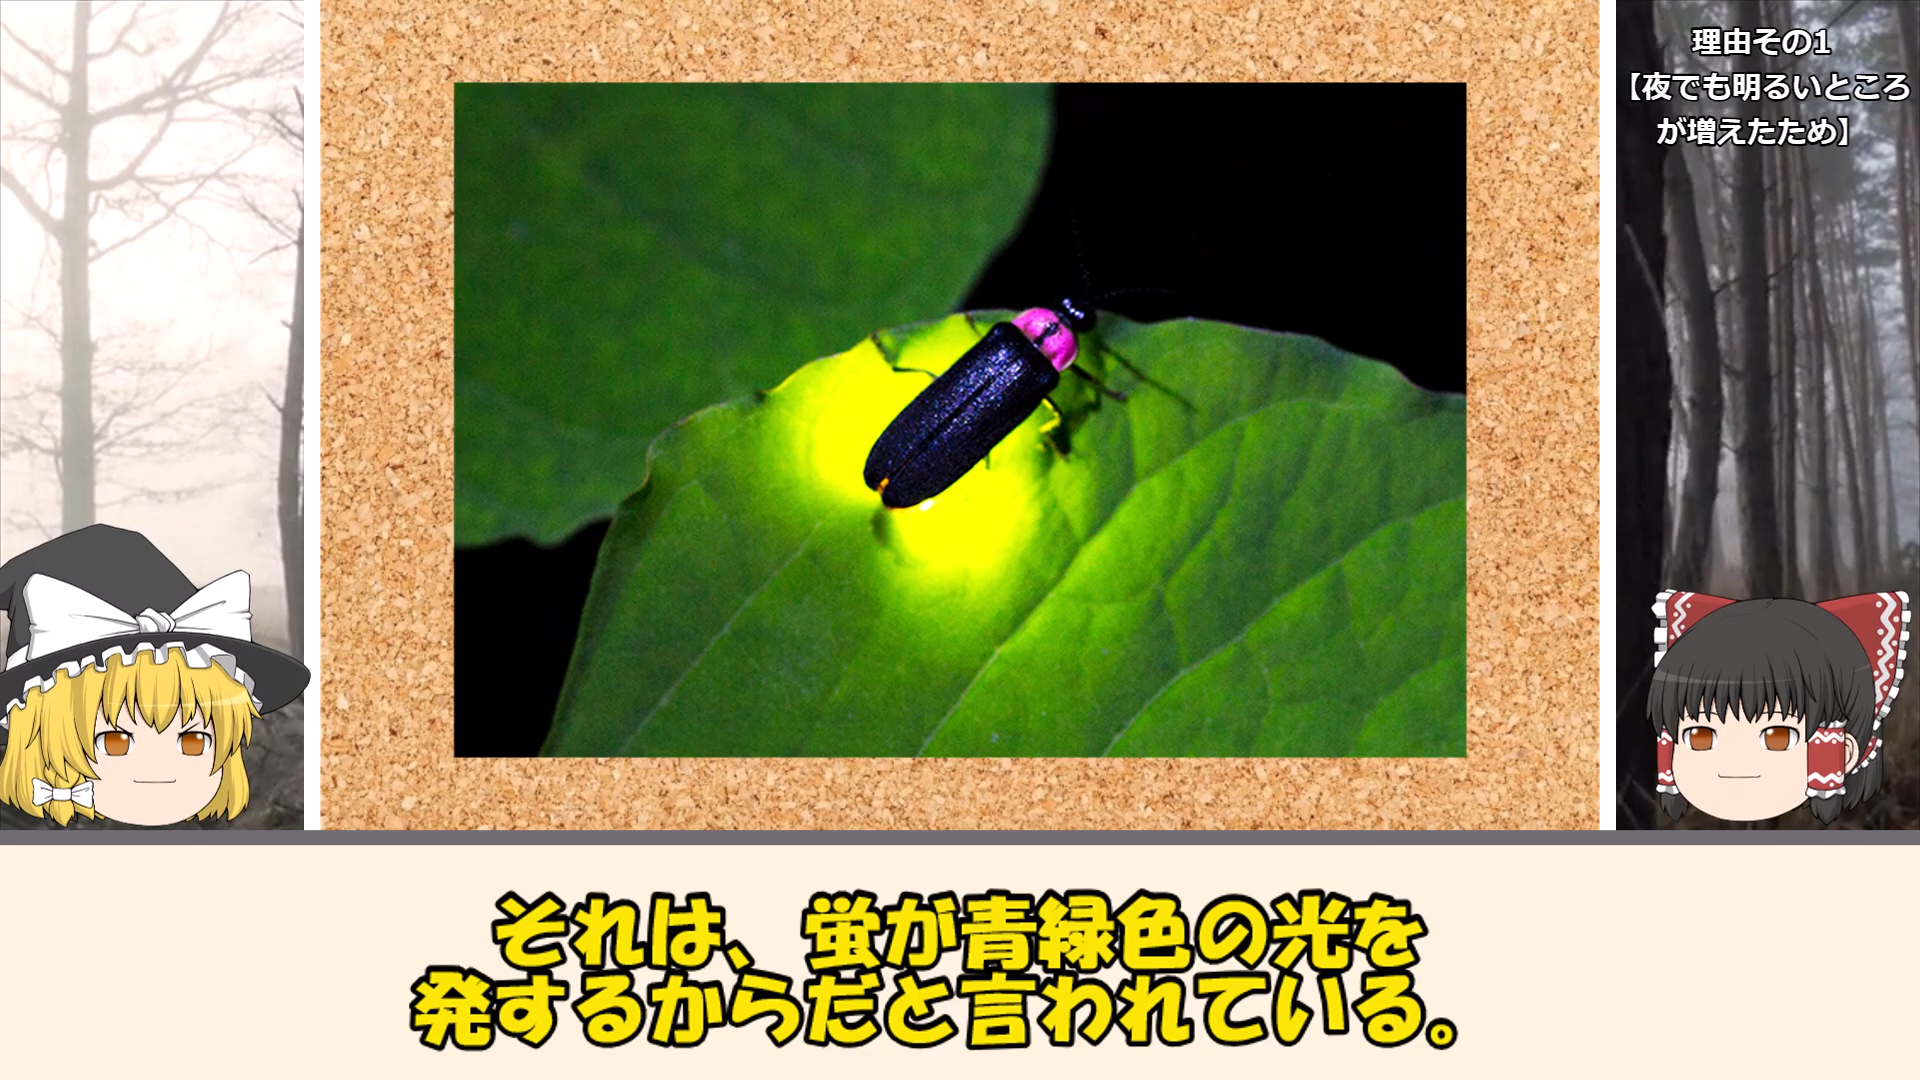 理由その1
【夜でも明るいところ
が増えたため】
それは、蛍が青緑色の光を
発するからだと言われている。